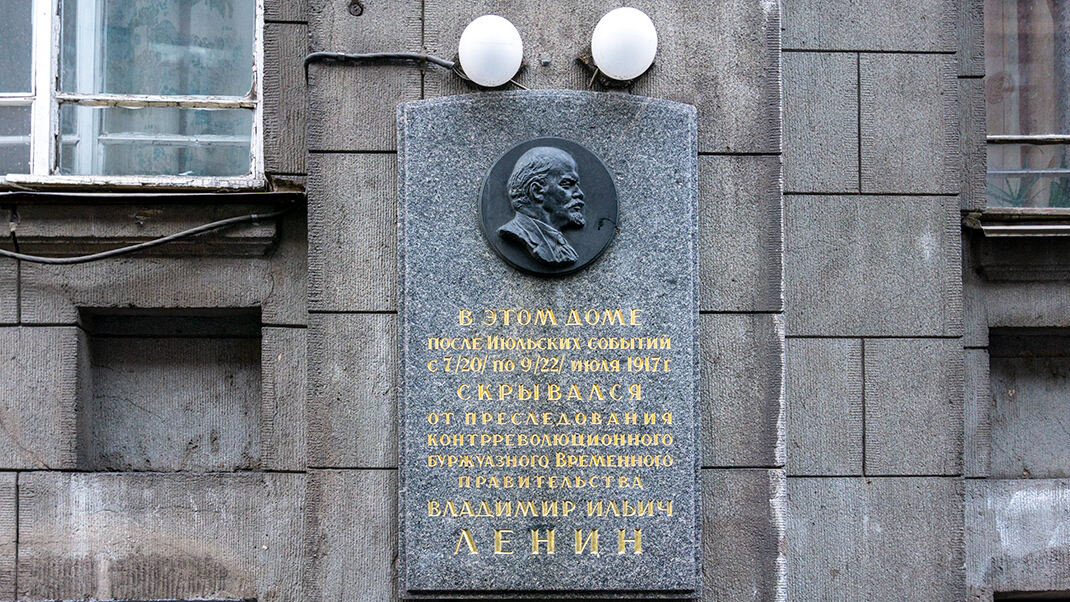 В ЭТОМ ДОМЕ
ПОСЛЕ ИЮЛЬСКИХ СОБЫТИЙ
С 7/20/ ПО 9/22/ ИЮЛЯ 1917 Г.
СКРЫВАЛСЯ
ОТ ПРЕСЛЕДОВАНИЯ
КОНТРРЕВОЛЮЦИОННОГО
БУРЖУАЗНОГО ВРЕМЕННОГО
ПРАВИТЕЛЬСТВА
ВЛАДИМИР ИЛЬИЧ
ЛЕНИН